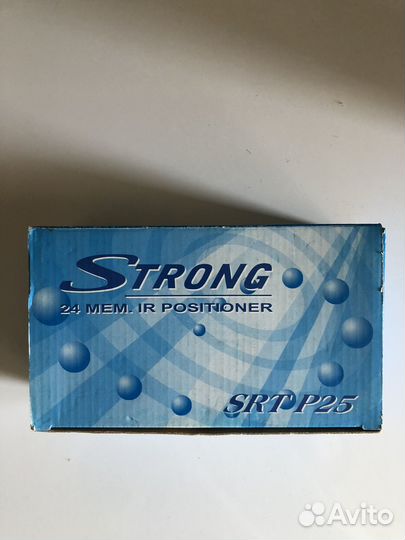 STRONG
24 MEM. IR POSITIONER
SRT P25
Avito